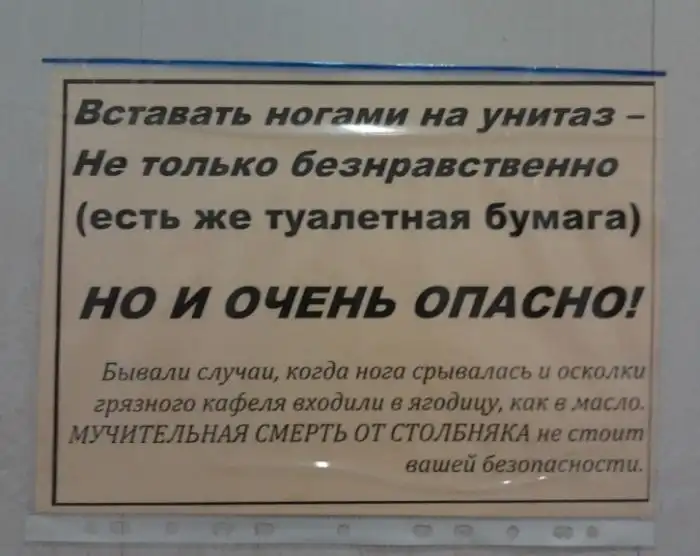 Вставать ногами на унитаз –
Не только безнравственно
(есть же туалетная бумага)
НО И ОЧЕНЬ ОПАСНО!
Бывали случаи, когда нога срывалась и осколки
грязного кафеля входили в ягодицу, как в масло.
МУЧИТЕЛЬНАЯ СМЕРТЬ ОТ СТОЛБНЯКА не стоит
вашей безопасности.